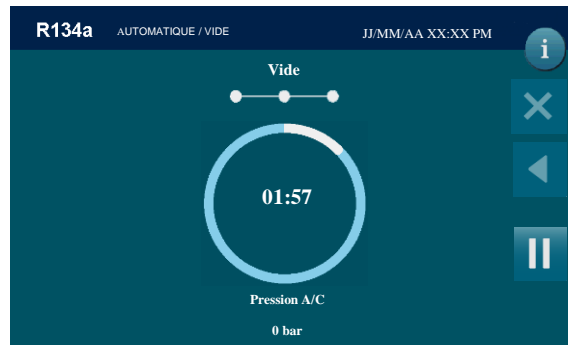 R134a AUTOMATIQUE / VIDE JJ/MM/AA XX:XX PM
i
Vide
01:57
Pression A/C
0 bar